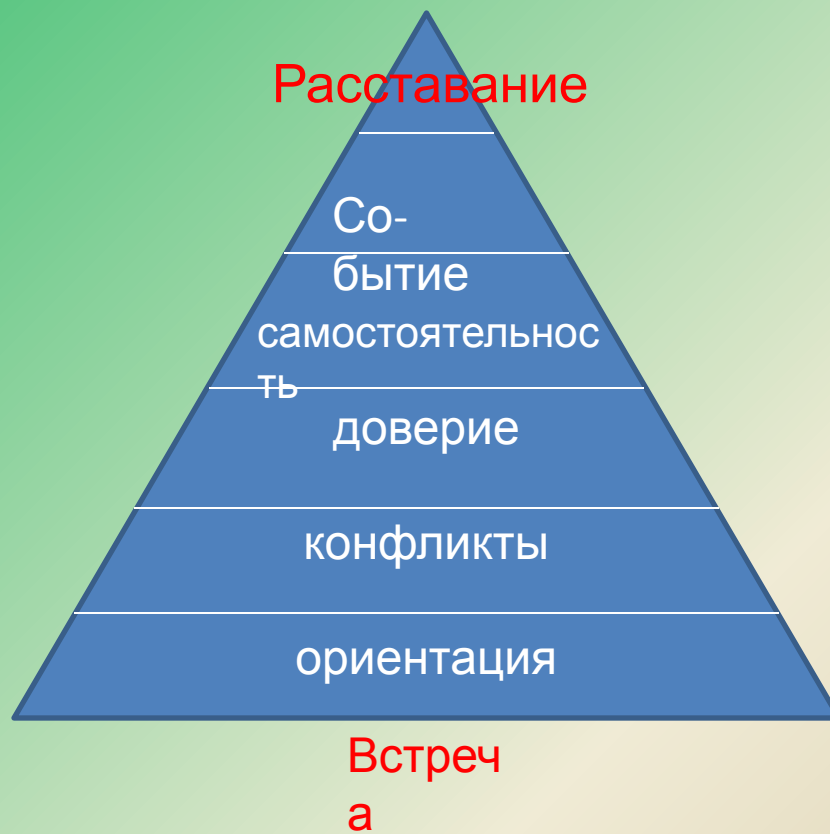 Расставание
Со-
бытие
самостоятельнос
ть
доверие
конфликты
ориентация
Встреч
а